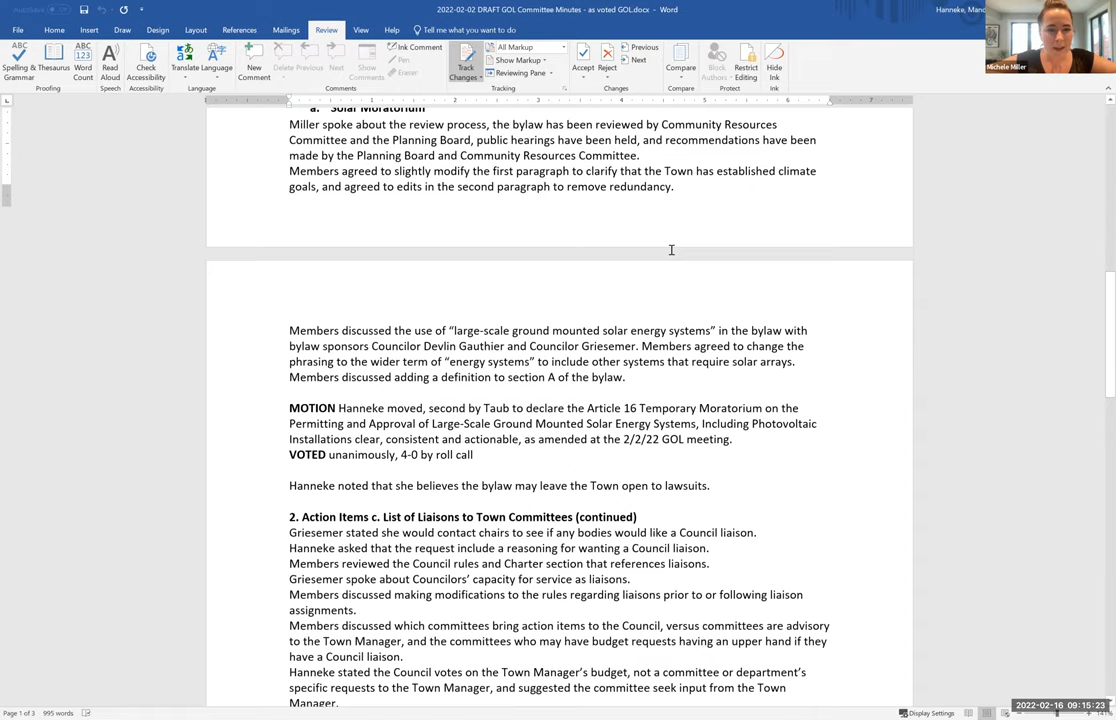 AutoSave Off
2022-02-02 DRAFT GOL Committee Minutes - as voted GOL.docx - Word
Hanneke, Manc
File Home Insert Draw Design Layout References Mailings Review View Help Tell me what you want to do
Michele Miller
Spelling & Grammar
Thesaurus
Word Count
Read Aloud
Check Accessibility
Translate
Language
New Comment
Delete
Previous
Next
Show Comments
Ink Comment
Pen
Eraser
Track Changes
All Markup
Show Markup
Reviewing Pane
Accept
Reject
Previous
Next
Compare
Block Authors
Restrict Editing
Hide Ink
Proofing Speech Accessibility Language Comments Tracking Changes Compare Protect Ink
1 2 3 4 5 6 7
a. Solar Moratorium
Miller spoke about the review process, the bylaw has been reviewed by Community Resources
Committee and the Planning Board, public hearings have been held, and recommendations have been
made by the Planning Board and Community Resources Committee.
Members agreed to slightly modify the first paragraph to clarify that the Town has established climate
goals, and agreed to edits in the second paragraph to remove redundancy.
Members discussed the use of “large-scale ground mounted solar energy systems” in the bylaw with
bylaw sponsors Councilor Devlin Gauthier and Councilor Griesemer. Members agreed to change the
phrasing to the wider term of “energy systems” to include other systems that require solar arrays.
Members discussed adding a definition to section A of the bylaw.
MOTION Hanneke moved, second by Taub to declare the Article 16 Temporary Moratorium on the
Permitting and Approval of Large-Scale Ground Mounted Solar Energy Systems, Including Photovoltaic
Installations clear, consistent and actionable, as amended at the 2/2/22 GOL meeting.
VOTED unanimously, 4-0 by roll call
Hanneke noted that she believes the bylaw may leave the Town open to lawsuits.
2. Action Items c. List of Liaisons to Town Committees (continued)
Griesemer stated she would contact chairs to see if any bodies would like a Council liaison.
Hanneke asked that the request include a reasoning for wanting a Council liaison.
Members reviewed the Council rules and Charter section that references liaisons.
Griesemer spoke about Councilors’ capacity for service as liaisons.
Members discussed making modifications to the rules regarding liaisons prior to or following liaison
assignments.
Members discussed which committees bring action items to the Council, versus committees are advisory
to the Town Manager, and the committees who may have budget requests having an upper hand if they
have a Council liaison.
Hanneke stated the Council votes on the Town Manager’s budget, not a committee or department’s
specific requests to the Town Manager, and suggested the committee seek input from the Town
Manager.
2022-02-16 09:15:23
Page 1 of 3 995 words
Display Settings
141%